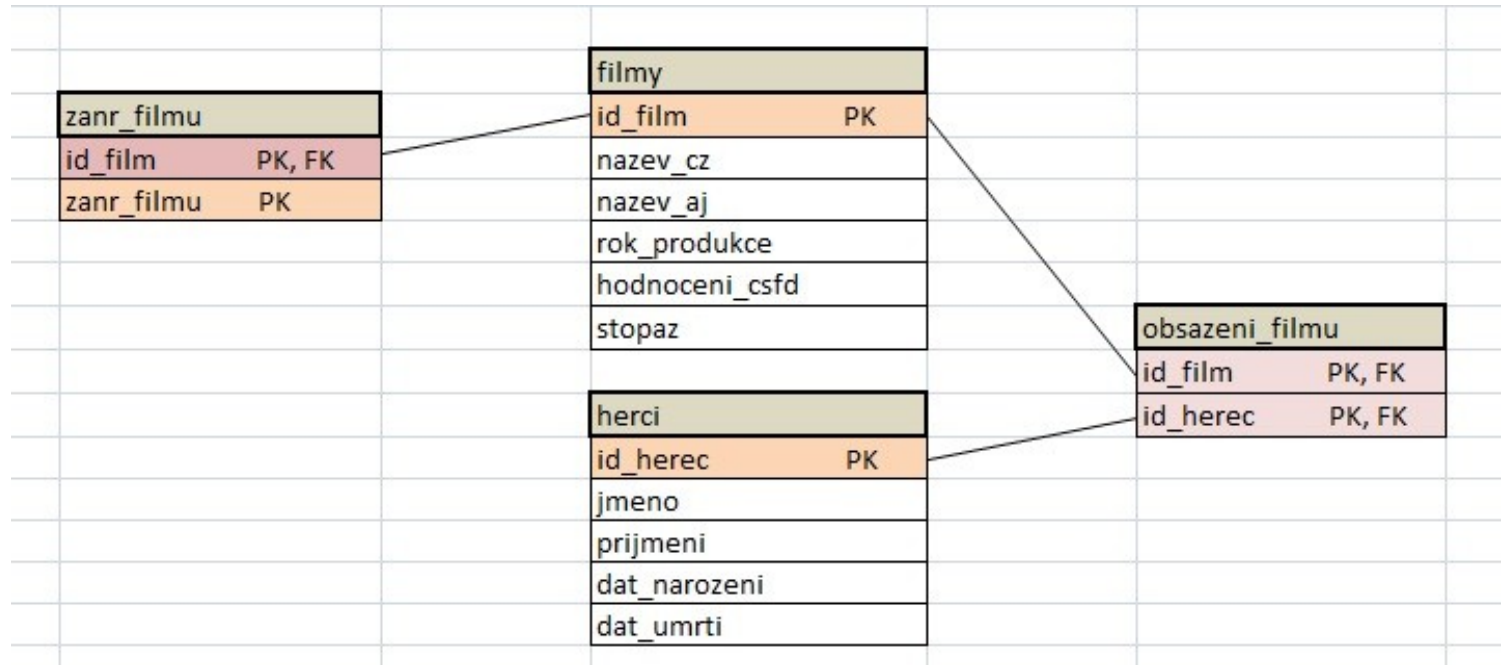 zanr_filmu
id_film PK, FK
zanr_filmu PK
filmy
id_film PK
nazev_cz
nazev_aj
rok_produkce
hodnoceni_csfd
stopaz
herci
id_herec PK
jmeno
prijmeni
dat_narozeni
dat_umrti
obsazeni_filmu
id_film PK, FK
id_herec PK, FK